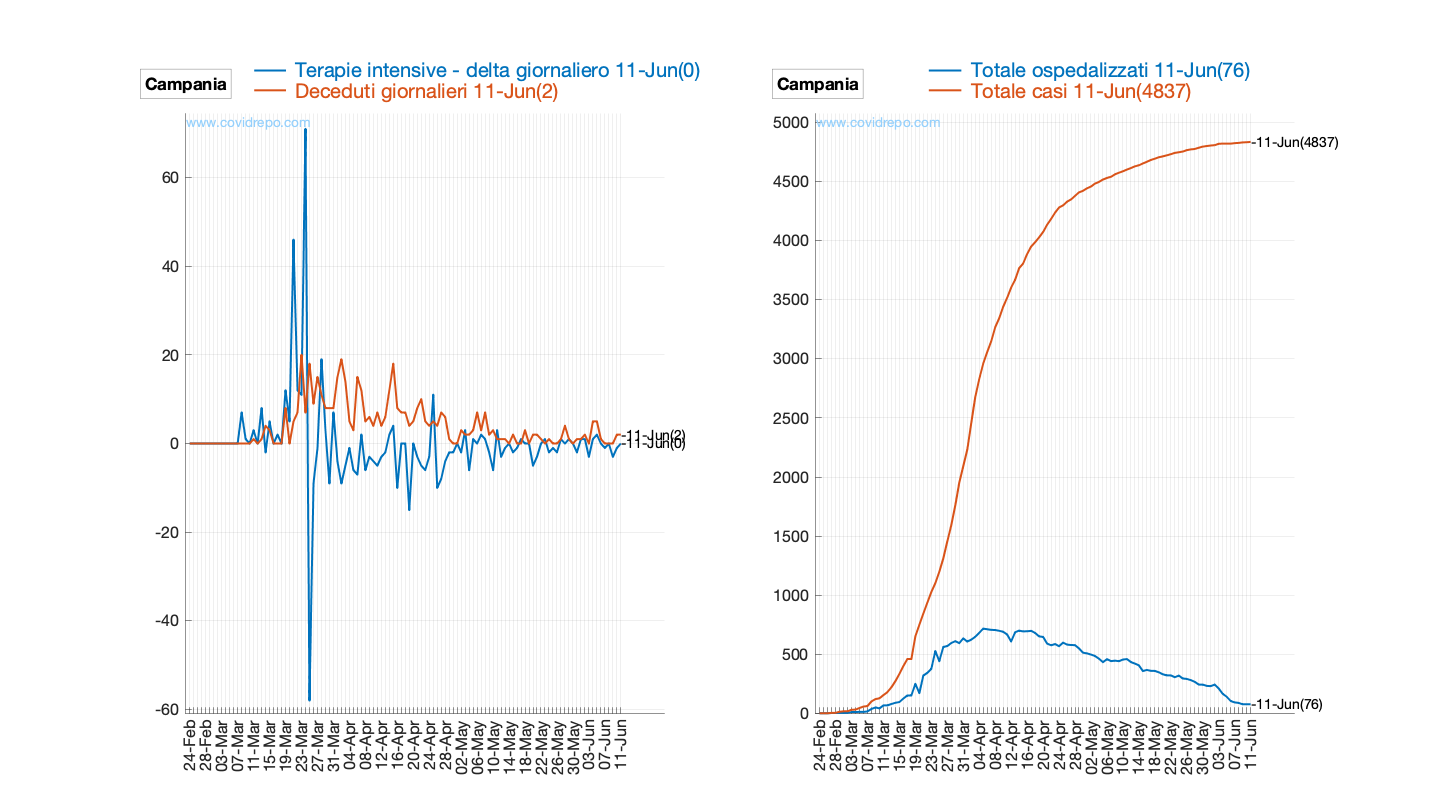 Campania
Terapie intensive - delta giornaliero 11-Jun(0)
Deceduti giornalieri 11-Jun(2)
www.covidrepo.com
60
40
20
0
-20
-40
-60
-11-Jun(2)
-11-Jun(0)
24-Feb
28-Feb
03-Mar
07-Mar
11-Mar
15-Mar
19-Mar
23-Mar
27-Mar
31-Mar
04-Apr
08-Apr
12-Apr
16-Apr
20-Apr
24-Apr
28-Apr
02-May
06-May
10-May
14-May
18-May
22-May
26-May
30-May
03-Jun
07-Jun
11-Jun
Campania
Totale ospedalizzati 11-Jun(76)
Totale casi 11-Jun(4837)
www.covidrepo.com
5000
4500
4000
3500
3000
2500
2000
1500
1000
500
0
-11-Jun(4837)
-11-Jun(76)
24-Feb
28-Feb
03-Mar
07-Mar
11-Mar
15-Mar
19-Mar
23-Mar
27-Mar
31-Mar
04-Apr
08-Apr
12-Apr
16-Apr
20-Apr
24-Apr
28-Apr
02-May
06-May
10-May
14-May
18-May
22-May
26-May
30-May
03-Jun
07-Jun
11-Jun